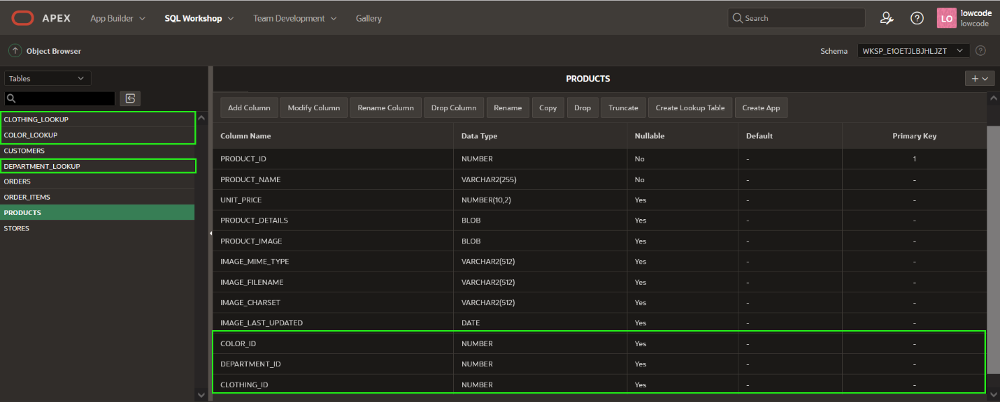 APEX App Builder SQL Workshop Team Development Gallery Search LO lowcode
lowcode
Object Browser Schema WKSP_E1OETJLBJHLJZT
Tables PRODUCTS
Add Column Modify Column Rename Column Drop Column Rename Copy Drop Truncate Create Lookup Table Create App
CLOTHING_LOOKUP
COLOR_LOOKUP
CUSTOMERS
DEPARTMENT_LOOKUP
ORDERS
ORDER_ITEMS
PRODUCTS
STORES
Column Name Data Type Nullable Default Primary Key
PRODUCT_ID NUMBER No - 1
PRODUCT_NAME VARCHAR2(255) No - -
UNIT_PRICE NUMBER(10,2) Yes - -
PRODUCT_DETAILS BLOB Yes - -
PRODUCT_IMAGE BLOB Yes - -
IMAGE_MIME_TYPE VARCHAR2(512) Yes - -
IMAGE_FILENAME VARCHAR2(512) Yes - -
IMAGE_CHARSET VARCHAR2(512) Yes - -
IMAGE_LAST_UPDATED DATE Yes - -
COLOR_ID NUMBER Yes - -
DEPARTMENT_ID NUMBER Yes - -
CLOTHING_ID NUMBER Yes - -